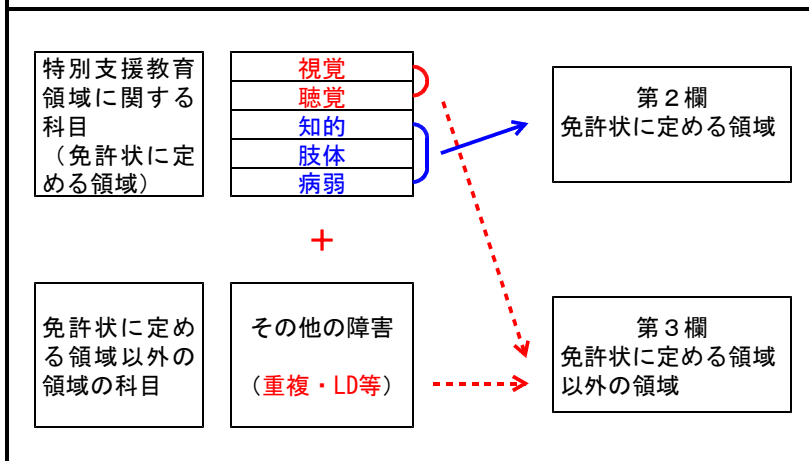 特別支援教育
領域に関する
科目
（免許状に定
める領域）
視覚
聴覚
知的
肢体
病弱
第２欄
免許状に定める領域
＋
免許状に定め
る領域以外の
領域の科目
その他の障害
（重複・LD等）
第３欄
免許状に定める領域
以外の領域